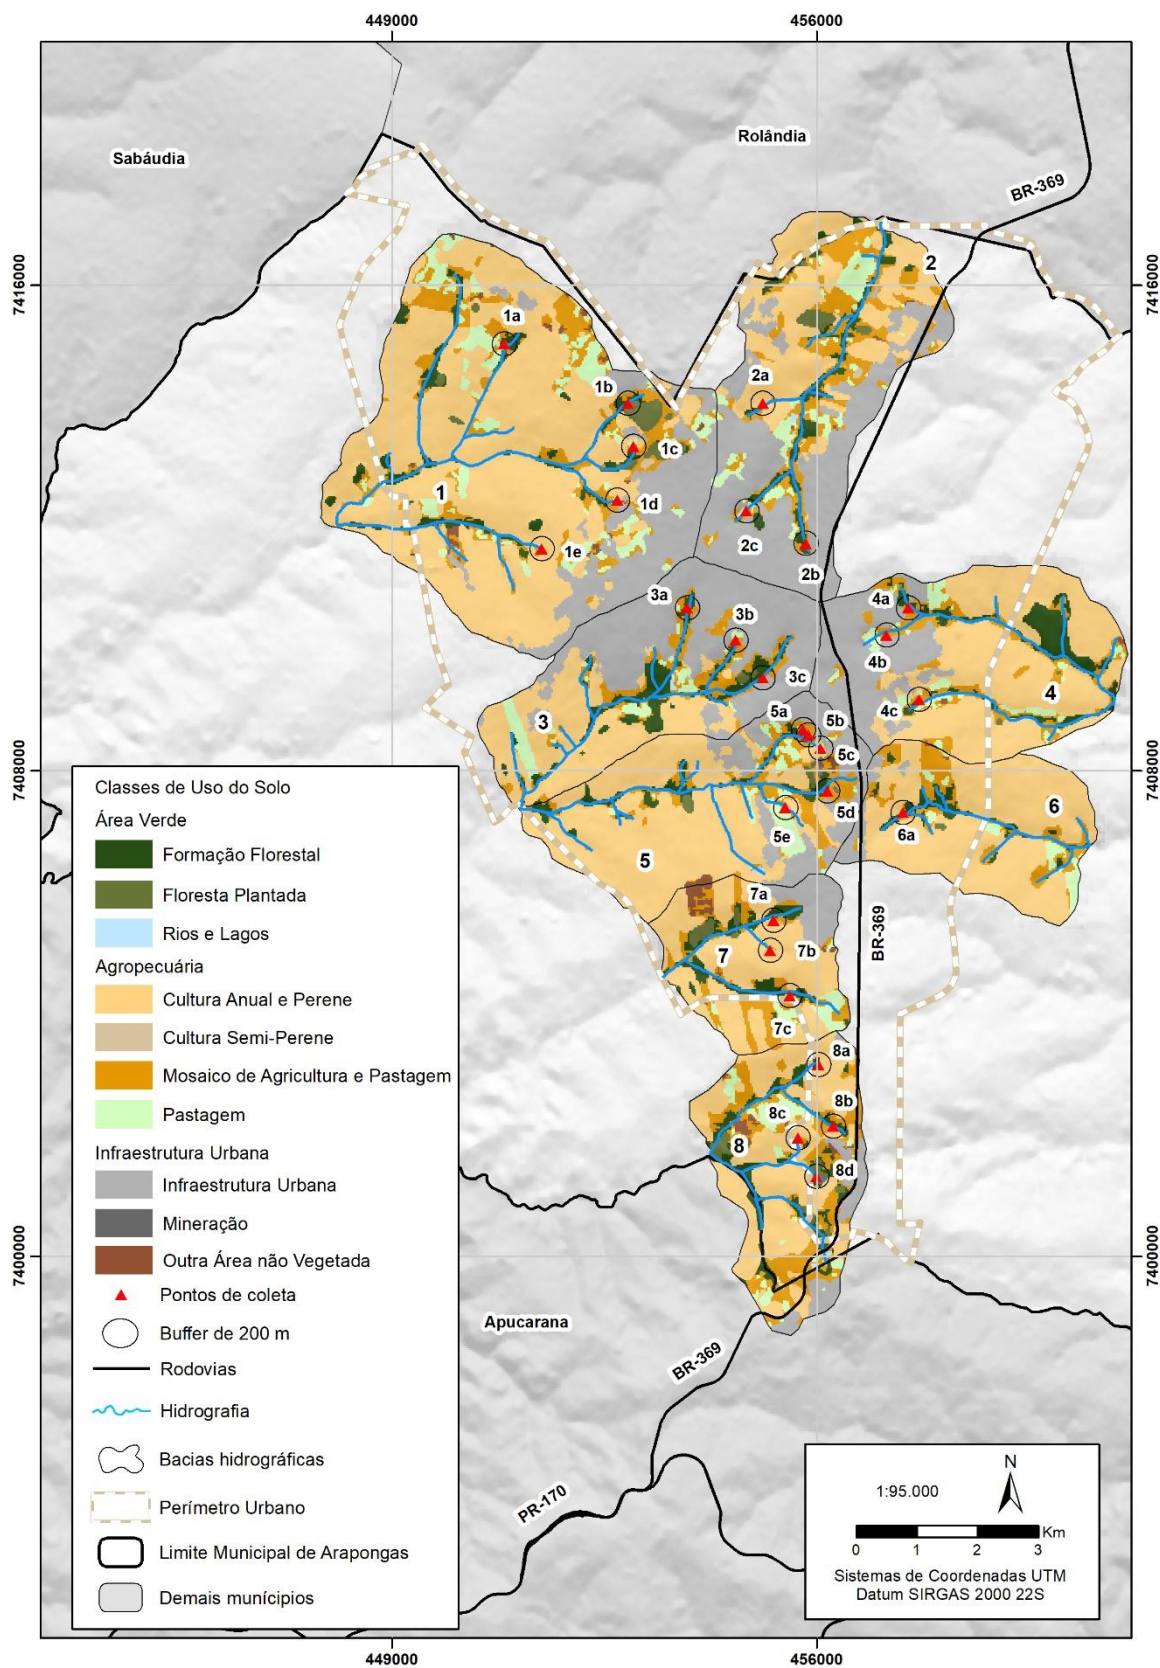 449000
456000
Sabáudia
Rolândia
BR-369
2
7416000
7416000
1a
1b
2a
1c
1
1d
2c
1e
2b
3a
4a
3b
4b
3c
4
4c
3
5a
5b
5c
7408000
7408000
5d
6
6a
5e
5
7a
7b
7
BR-369
7c
8a
8c
8b
8
8d
7400000
7400000
Apucarana
BR-369
PR-170
Classes de Uso do Solo
Área Verde
Formação Florestal
Floresta Plantada
Rios e Lagos
Agropecuária
Cultura Anual e Perene
Cultura Semi-Perene
Mosaico de Agricultura e Pastagem
Pastagem
Infraestrutura Urbana
Infraestrutura Urbana
Mineração
Outra Área não Vegetada
Pontos de coleta
Buffer de 200 m
Rodovias
Hidrografia
Bacias hidrográficas
Perímetro Urbano
Limite Municipal de Arapongas
Demais munícipios
N
1:95.000
Km
0 1 2 3
Sistemas de Coordenadas UTM
Datum SIRGAS 2000 22S
449000
456000